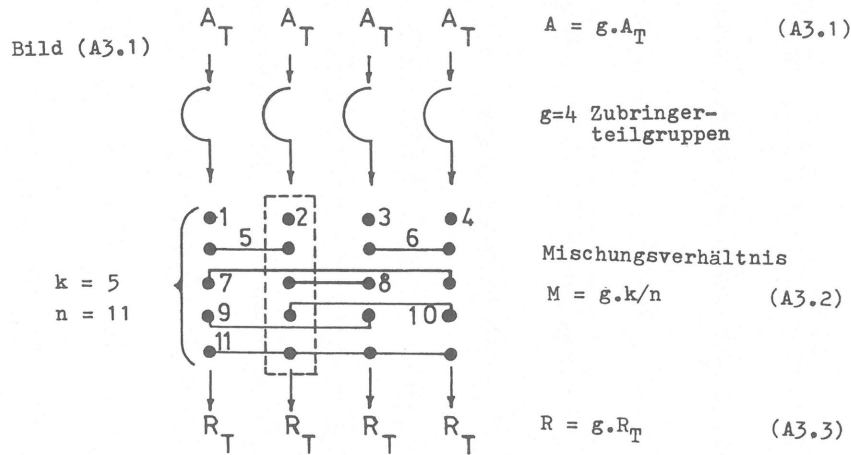 A_T A_T A_T A_T
A = g.A_T (A3.1)
Bild (A3.1)
g=4 Zubringer-
teilgruppen
1 2 3 4
5 6
Mischungsverhältnis
7 8
k = 5
M = g.k/n (A3.2)
n = 11
9 10
11
R_T R_T R_T R_T
R = g.R_T (A3.3)